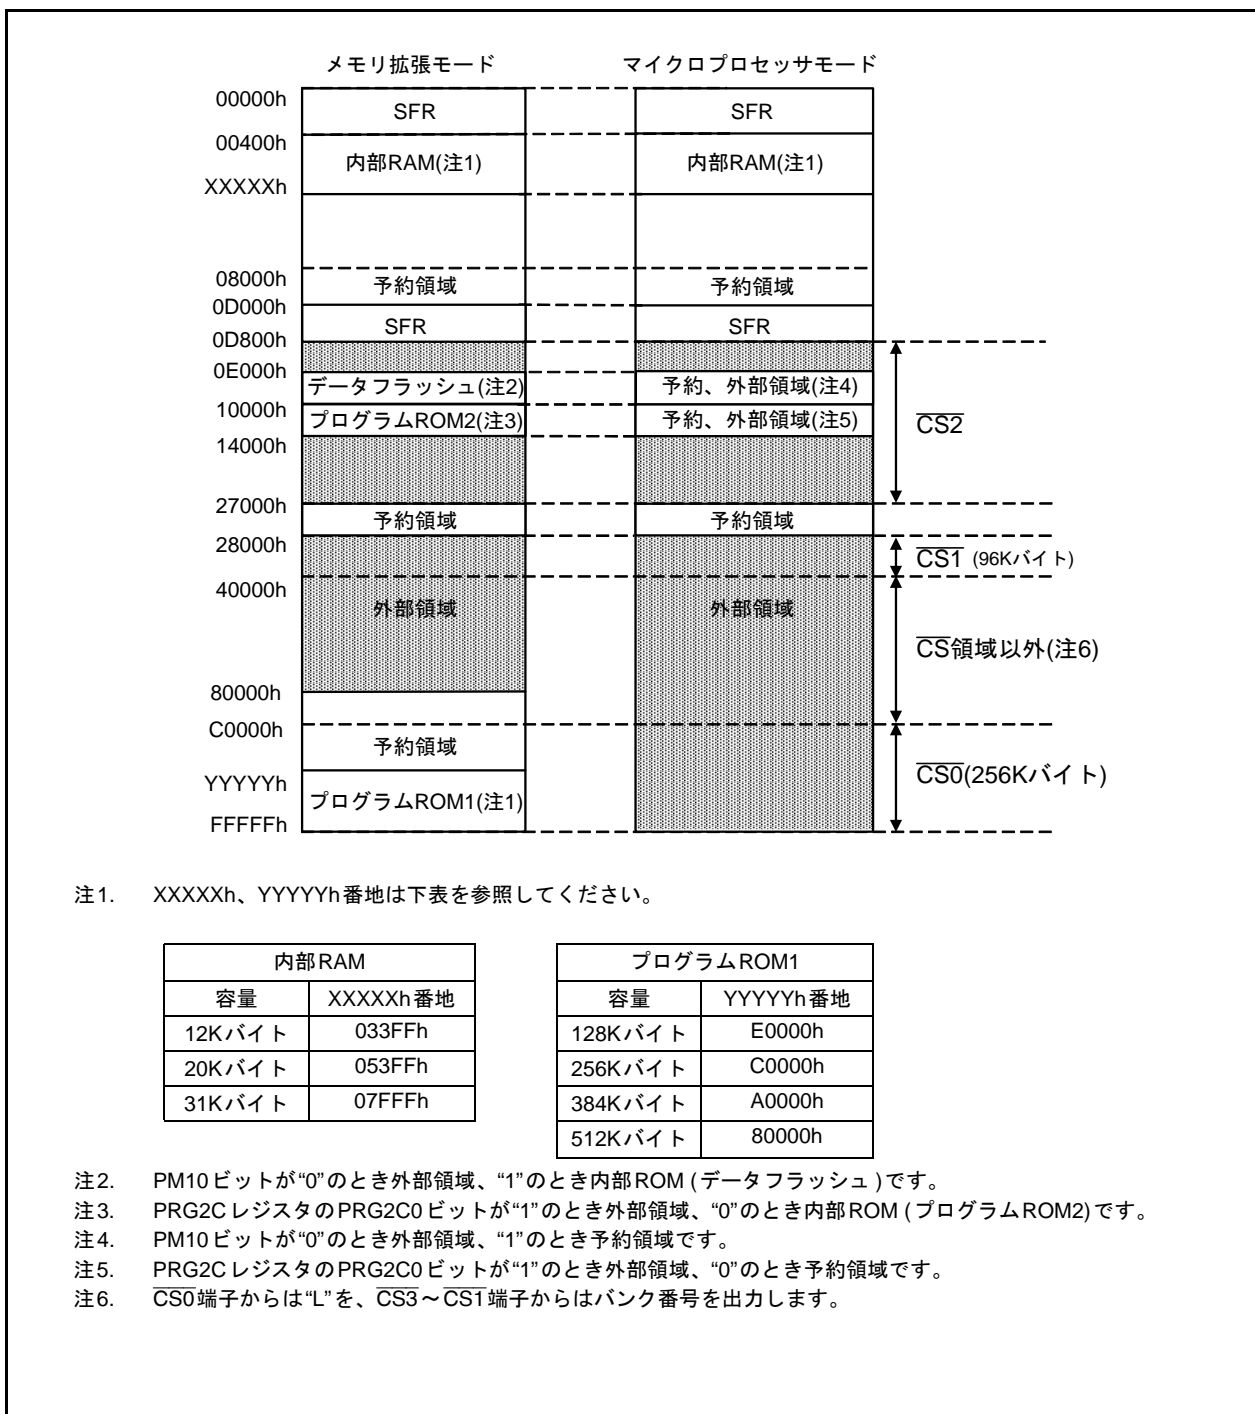 メモリ拡張モード マイクロプロセッサモード
00000h
SFR SFR
00400h
内部RAM(注1) 内部RAM(注1)
XXXXXh
08000h
予約領域 予約領域
0D000h
SFR SFR
0D800h
0E000h
データフラッシュ(注2) 予約、外部領域(注4)
10000h
プログラムROM2(注3) 予約、外部領域(注5)
CS2
14000h
27000h
予約領域 予約領域
28000h
CS1 (96Kバイト)
40000h
外部領域 外部領域
CS領域以外(注6)
80000h
C0000h
予約領域
CS0(256Kバイト)
YYYYYh
プログラムROM1(注1)
FFFFFh
注1. XXXXXh、YYYYYh番地は下表を参照してください。
内部RAM プログラムROM1
容量 XXXXXh番地 容量 YYYYYh番地
12Kバイト 033FFh 128Kバイト E0000h
20Kバイト 053FFh 256Kバイト C0000h
31Kバイト 07FFFh 384Kバイト A0000h
512Kバイト 80000h
注2. PM10ビットが“0”のとき外部領域、“1”のとき内部ROM (データフラッシュ)です。
注3. PRG2CレジスタのPRG2C0ビットが“1”のとき外部領域、“0”のとき内部ROM (プログラムROM2)です。
注4. PM10ビットが“0”のとき外部領域、“1”のとき予約領域です。
注5. PRG2CレジスタのPRG2C0ビットが“1”のとき外部領域、“0”のとき予約領域です。
注6. CS0端子からは“L”を、CS3～CS1端子からはバンク番号を出力します。